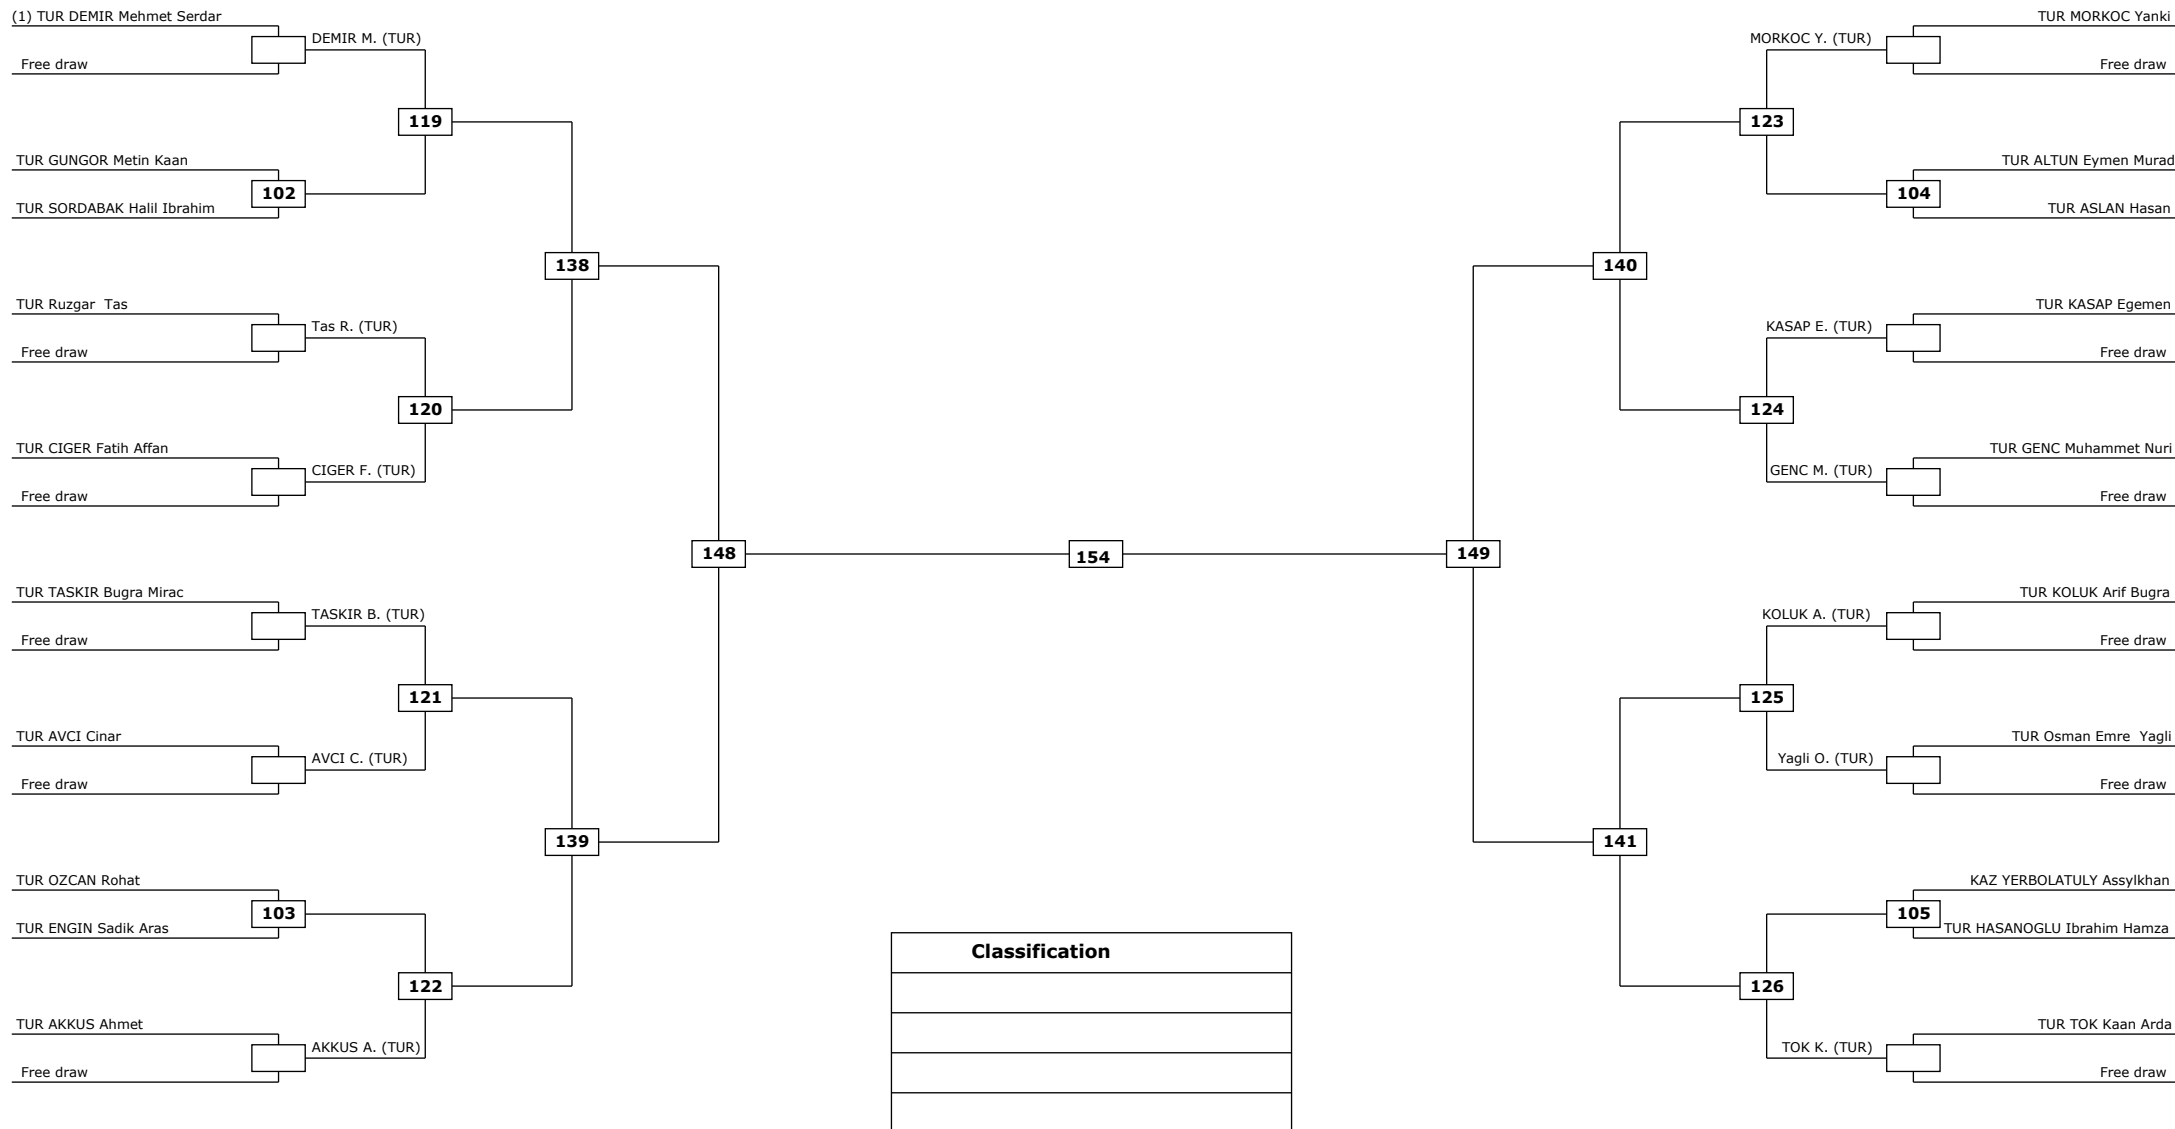 (1) TUR DEMIR Mehmet Serdar
DEMIR M. (TUR)
Free draw
119
TUR GUNGOR Metin Kaan
102
TUR SORDABAK Halil Ibrahim
138
TUR Ruzgar  Tas
Tas R. (TUR)
Free draw
120
TUR CIGER Fatih Affan
CIGER F. (TUR)
Free draw
148
TUR TASKIR Bugra Mirac
TASKIR B. (TUR)
Free draw
121
TUR AVCI Cinar
AVCI C. (TUR)
Free draw
139
TUR OZCAN Rohat
103
TUR ENGIN Sadik Aras
122
TUR AKKUS Ahmet
AKKUS A. (TUR)
Free draw
154
Classification
TUR MORKOC Yanki
MORKOC Y. (TUR)
Free draw
123
TUR ALTUN Eymen Murad
104
TUR ASLAN Hasan
140
TUR KASAP Egemen
KASAP E. (TUR)
Free draw
124
TUR GENC Muhammet Nuri
GENC M. (TUR)
Free draw
149
TUR KOLUK Arif Bugra
KOLUK A. (TUR)
Free draw
125
TUR Osman Emre  Yagli
Yagli O. (TUR)
Free draw
141
KAZ YERBOLATULY Assylkhan
105
TUR HASANOGLU Ibrahim Hamza
126
TUR TOK Kaan Arda
TOK K. (TUR)
Free draw